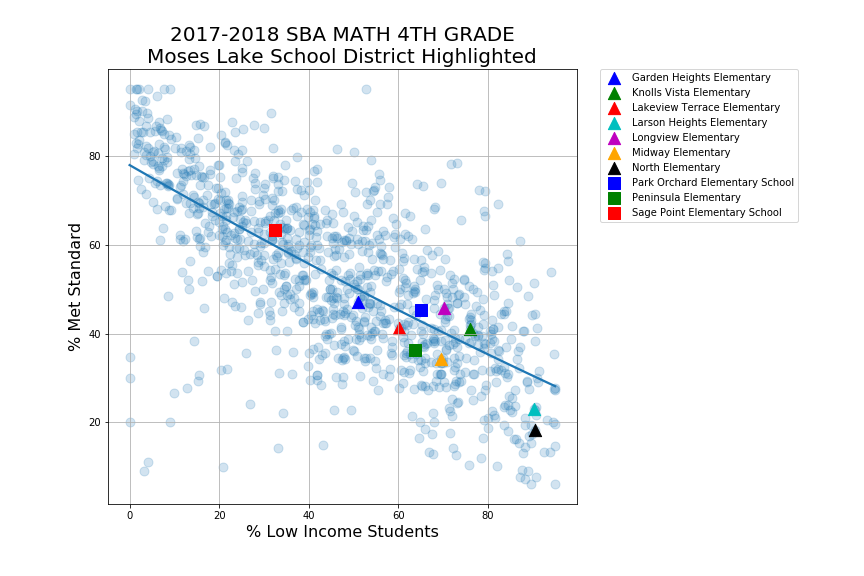 2017-2018 SBA MATH 4TH GRADE
Moses Lake School District Highlighted
% Met Standard
80
60
40
20
0
20
40
60
80
% Low Income Students
Garden Heights Elementary
Knolls Vista Elementary
Lakeview Terrace Elementary
Larson Heights Elementary
Longview Elementary
Midway Elementary
North Elementary
Park Orchard Elementary School
Peninsula Elementary
Sage Point Elementary School